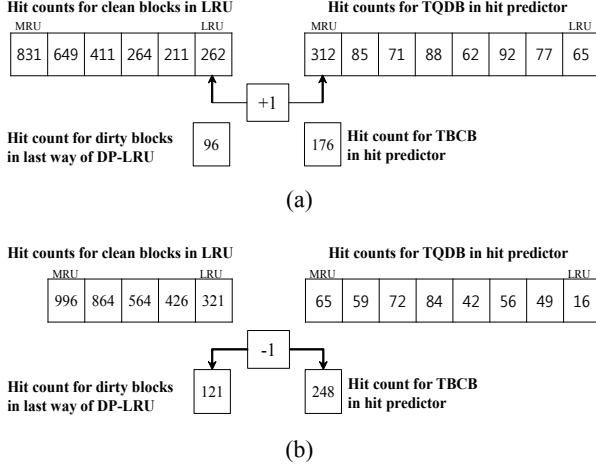 Hit counts for clean blocks in LRU
Hit counts for TQDB in hit predictor
MRU LRU
MRU LRU
831 649 411 264 211 262
312 85 71 88 62 92 77 65
+1
Hit count for dirty blocks
in last way of DP-LRU
96
176
Hit count for TBCB
in hit predictor
(a)
Hit counts for clean blocks in LRU
Hit counts for TQDB in hit predictor
MRU LRU
MRU LRU
996 864 564 426 321
65 59 72 84 42 56 49 16
-1
Hit count for dirty blocks
in last way of DP-LRU
121
248
Hit count for TBCB
in hit predictor
(b)